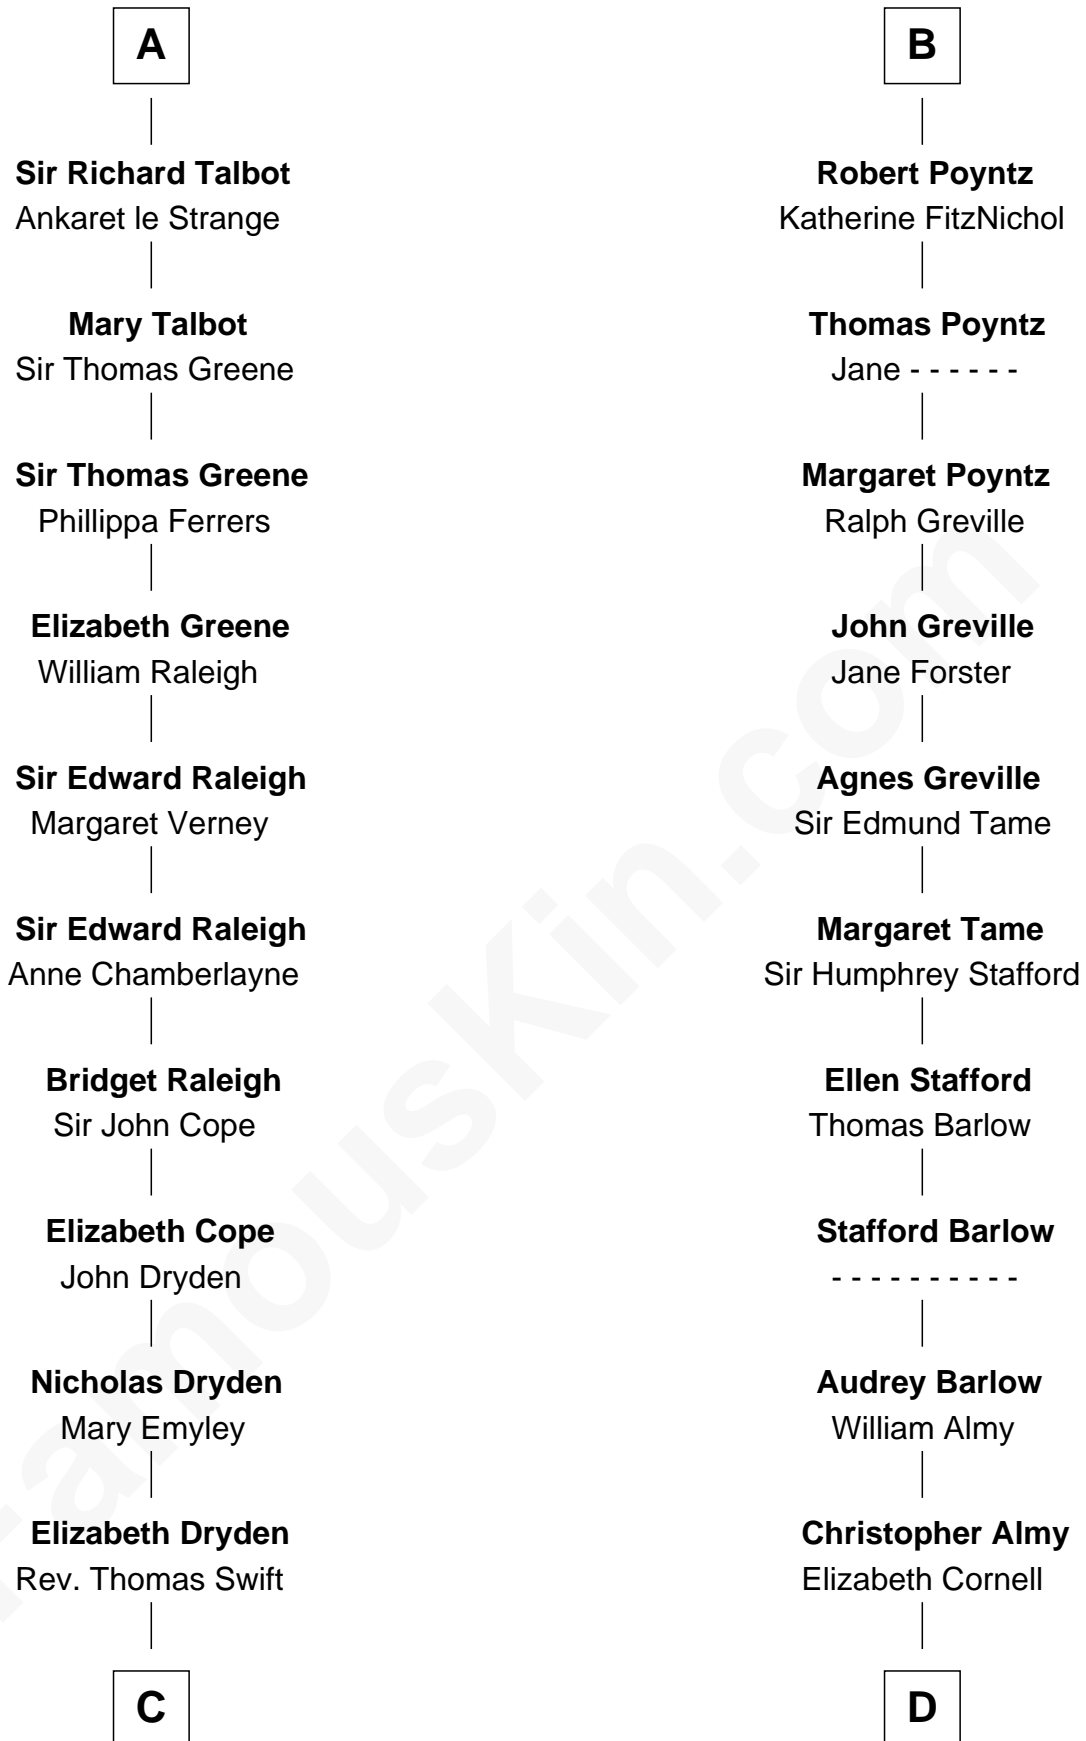 A
Sir Richard Talbot
Ankaret le Strange
Mary Talbot
Sir Thomas Greene
Sir Thomas Greene
Phillippa Ferrers
Elizabeth Greene
William Raleigh
Sir Edward Raleigh
Margaret Verney
Sir Edward Raleigh
Anne Chamberlayne
Bridget Raleigh
Sir John Cope
Elizabeth Cope
John Dryden
Nicholas Dryden
Mary Emyley
Elizabeth Dryden
Rev. Thomas Swift
C
B
Robert Poyntz
Katherine FitzNichol
Thomas Poyntz
Jane - - - - - -
Margaret Poyntz
Ralph Greville
John Greville
Jane Forster
Agnes Greville
Sir Edmund Tame
Margaret Tame
Sir Humphrey Stafford
Ellen Stafford
Thomas Barlow
Stafford Barlow
- - - - - - - - - -
Audrey Barlow
William Almy
Christopher Almy
Elizabeth Cornell
D
FamousKin.com